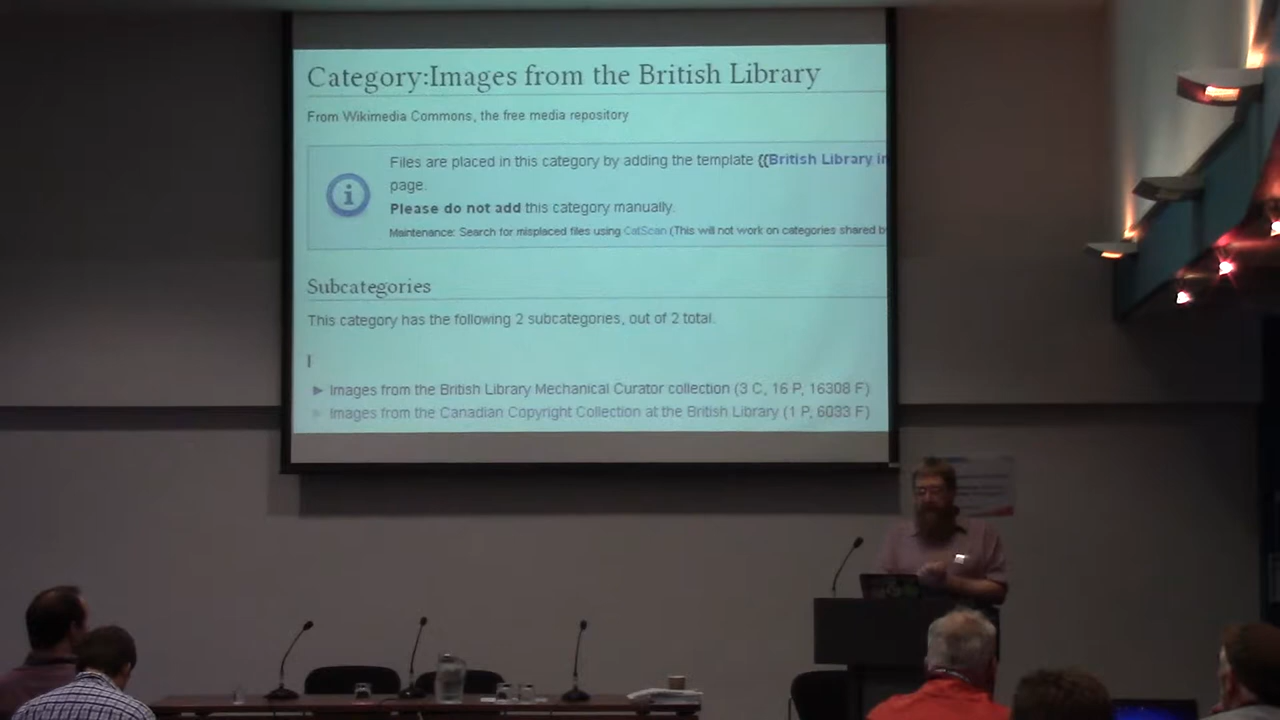 Category:Images from the British Library
From Wikimedia Commons, the free media repository
Files are placed in this category by adding the template {{British Library in
page.
Please do not add this category manually.
Maintenance: Search for misplaced files using CatScan (This will not work on categories shared b
Subcategories
This category has the following 2 subcategories, out of 2 total.
I
► Images from the British Library Mechanical Curator collection (3 C, 16 P, 16308 F)
► Images from the Canadian Copyright Collection at the British Library (1 P, 6033 F)